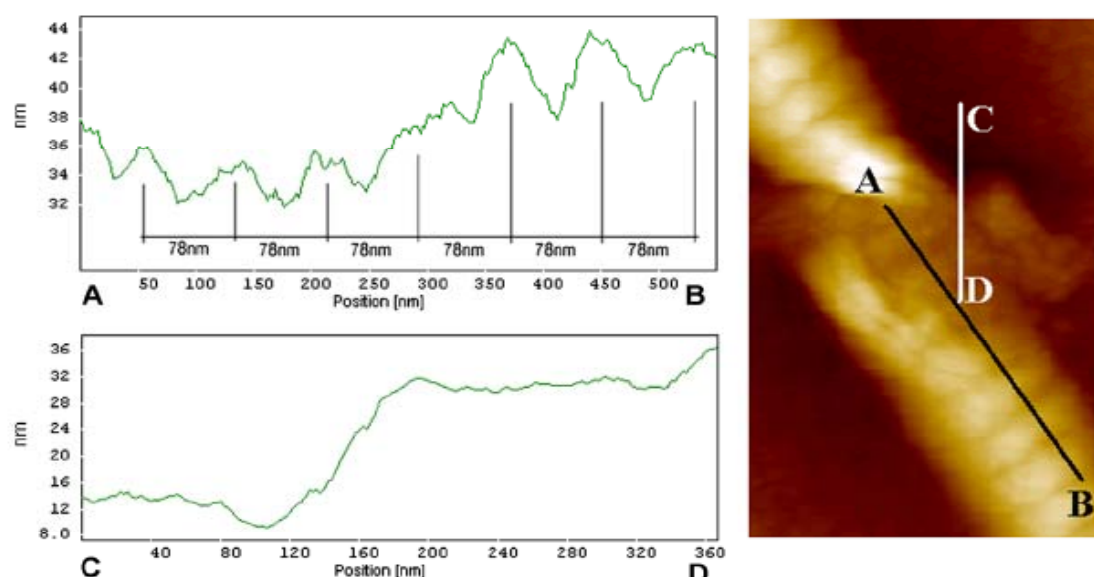 44
42
40
38
36
34
32
nm
78nm 78nm 78nm 78nm 78nm 78nm
A 50 100 150 200 250 300 350 400 450 500 B
Position [nm]
36
32
28
24
20
16
12
8.0
nm
40 80 120 160 200 240 280 320 360
C Position [nm] D
C
A
D
B